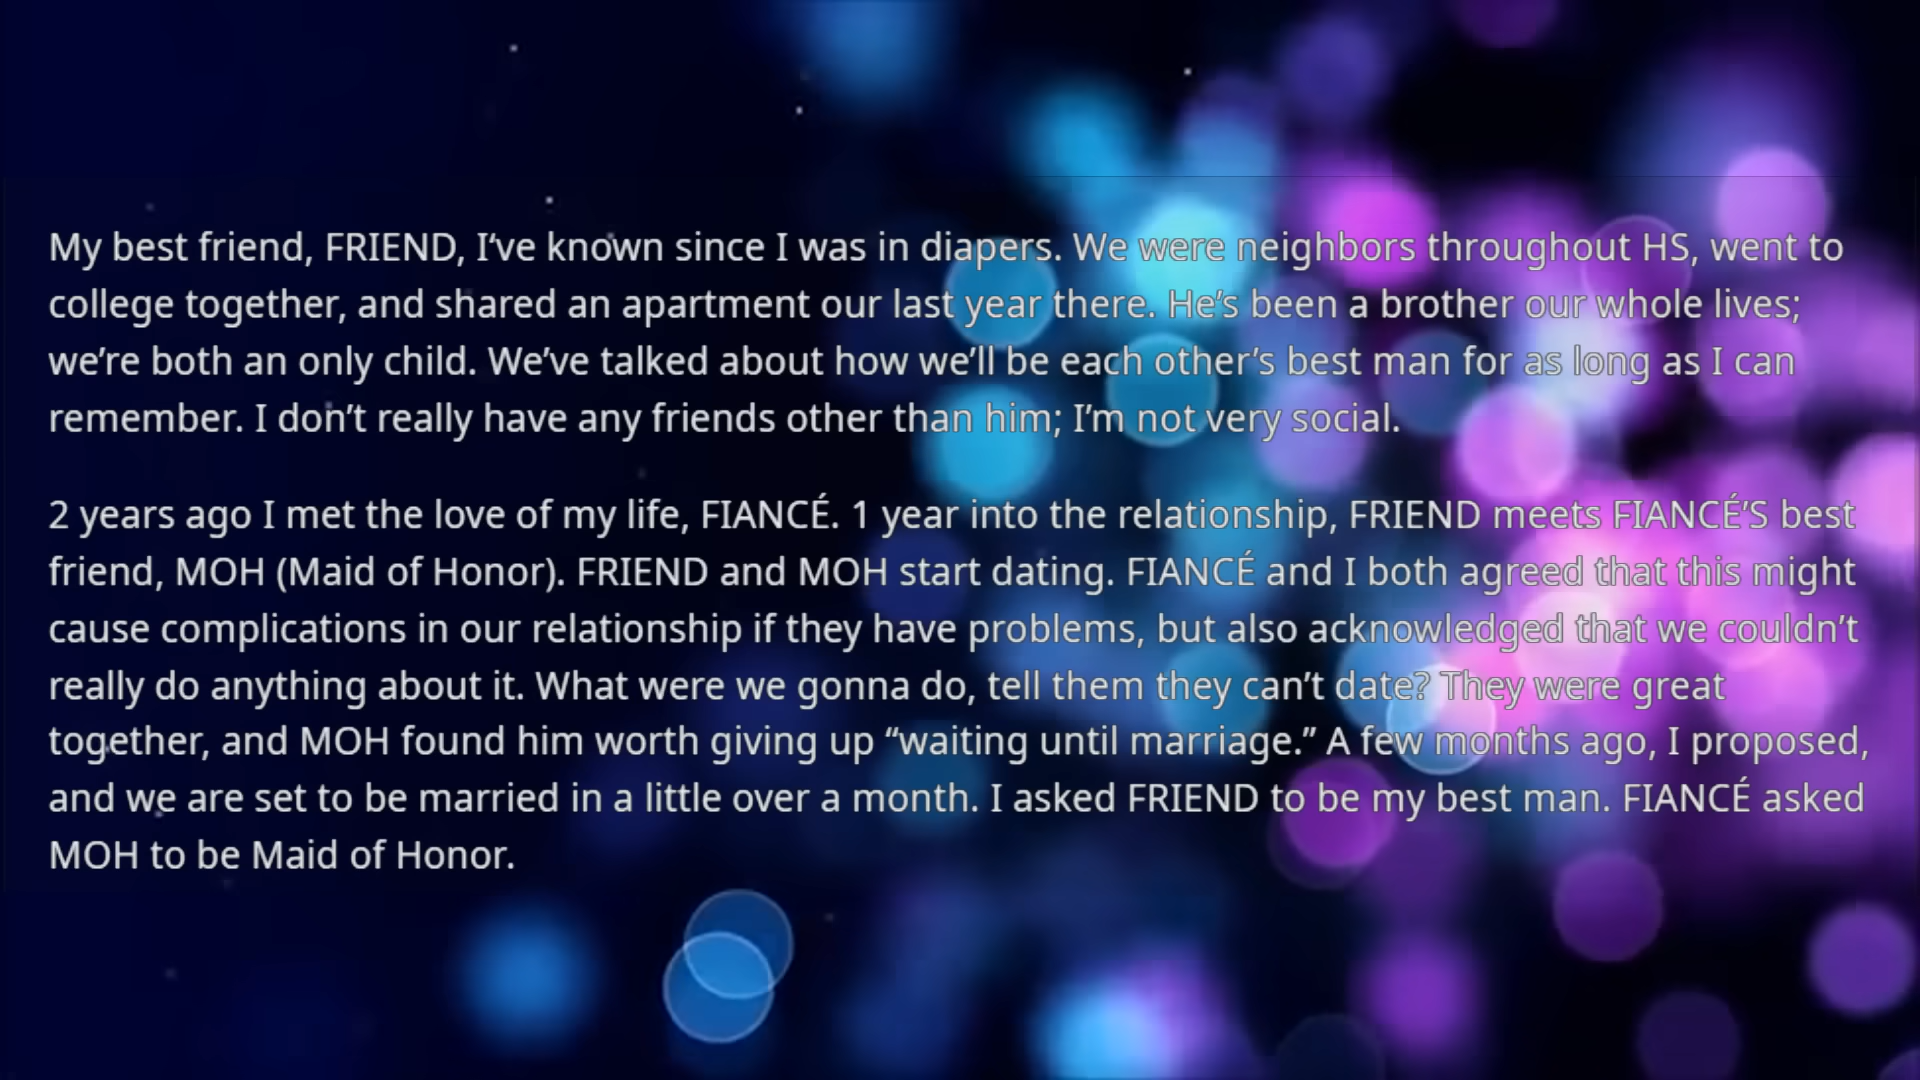 My best friend, FRIEND, I've known since I was in diapers. We were neighbors throughout HS, went to
college together, and shared an apartment our last year there. He's been a brother our whole lives;
we're both an only child. We've talked about how we'll be each other's best man for as long as I can
remember. I don't really have any friends other than him; I'm not very social.
2 years ago I met the love of my life, FIANCÉ. 1 year into the relationship, FRIEND meets FIANCÉ'S best
friend, MOH (Maid of Honor). FRIEND and MOH start dating. FIANCÉ and I both agreed that this might
cause complications in our relationship if they have problems, but also acknowledged that we couldn't
really do anything about it. What were we gonna do, tell them they can't date? They were great
together, and MOH found him worth giving up “waiting until marriage.” A few months ago, I proposed,
and we are set to be married in a little over a month. I asked FRIEND to be my best man. FIANCÉ asked
MOH to be Maid of Honor.